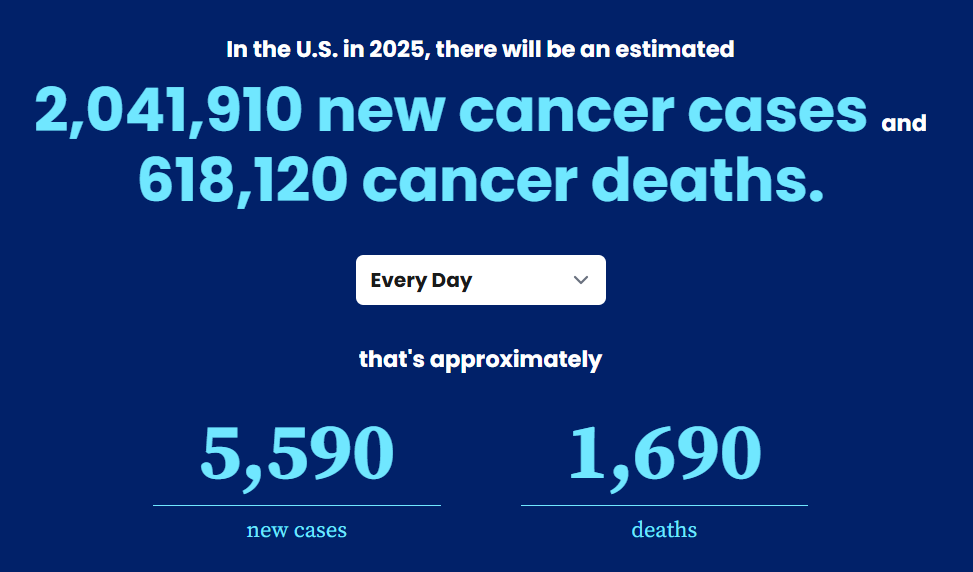 In the U.S. in 2025, there will be an estimated
2,041,910 new cancer cases and
618,120 cancer deaths.
Every Day
that's approximately
5,590 1,690
new cases deaths